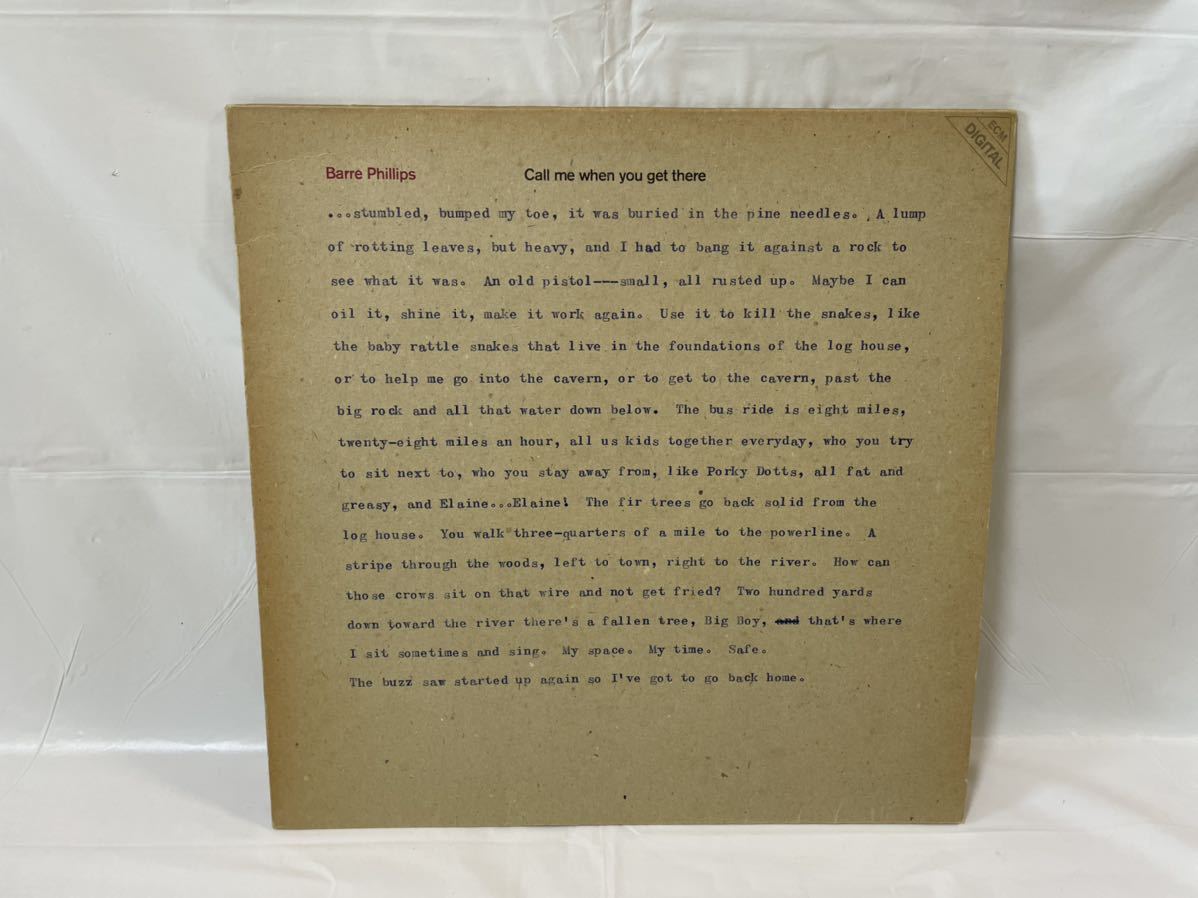 ECM
DIGITAL
Barre Phillips Call me when you get there
...stumbled, bumped my toe, it was buried in the pine needles. A lump
of rotting leaves, but heavy, and I had to bang it against a rock to
see what it was. An old pistol---small, all rusted up. Maybe I can
oil it, shine it, make it work again. Use it to kill the snakes, like
the baby rattle snakes that live in the foundations of the log house,
or to help me go into the cavern, or to get to the cavern, past the
big rock and all that water down below. The bus ride is eight miles,
twenty-eight miles an hour, all us kids together everyday, who you try
to sit next to, who you stay away from, like Porky Dotts, all fat and
greasy, and Elaine...Elaine! The fir trees go back solid from the
log house. You walk three-quarters of a mile to the powerline. A
stripe through the woods, left to town, right to the river. How can
those crows sit on that wire and not get fried? Two hundred yards
down toward the river there's a fallen tree, Big Boy, and that's where
I sit sometimes and sing. My space. My time. Safe.
The buzz saw started up again so I've got to go back home.